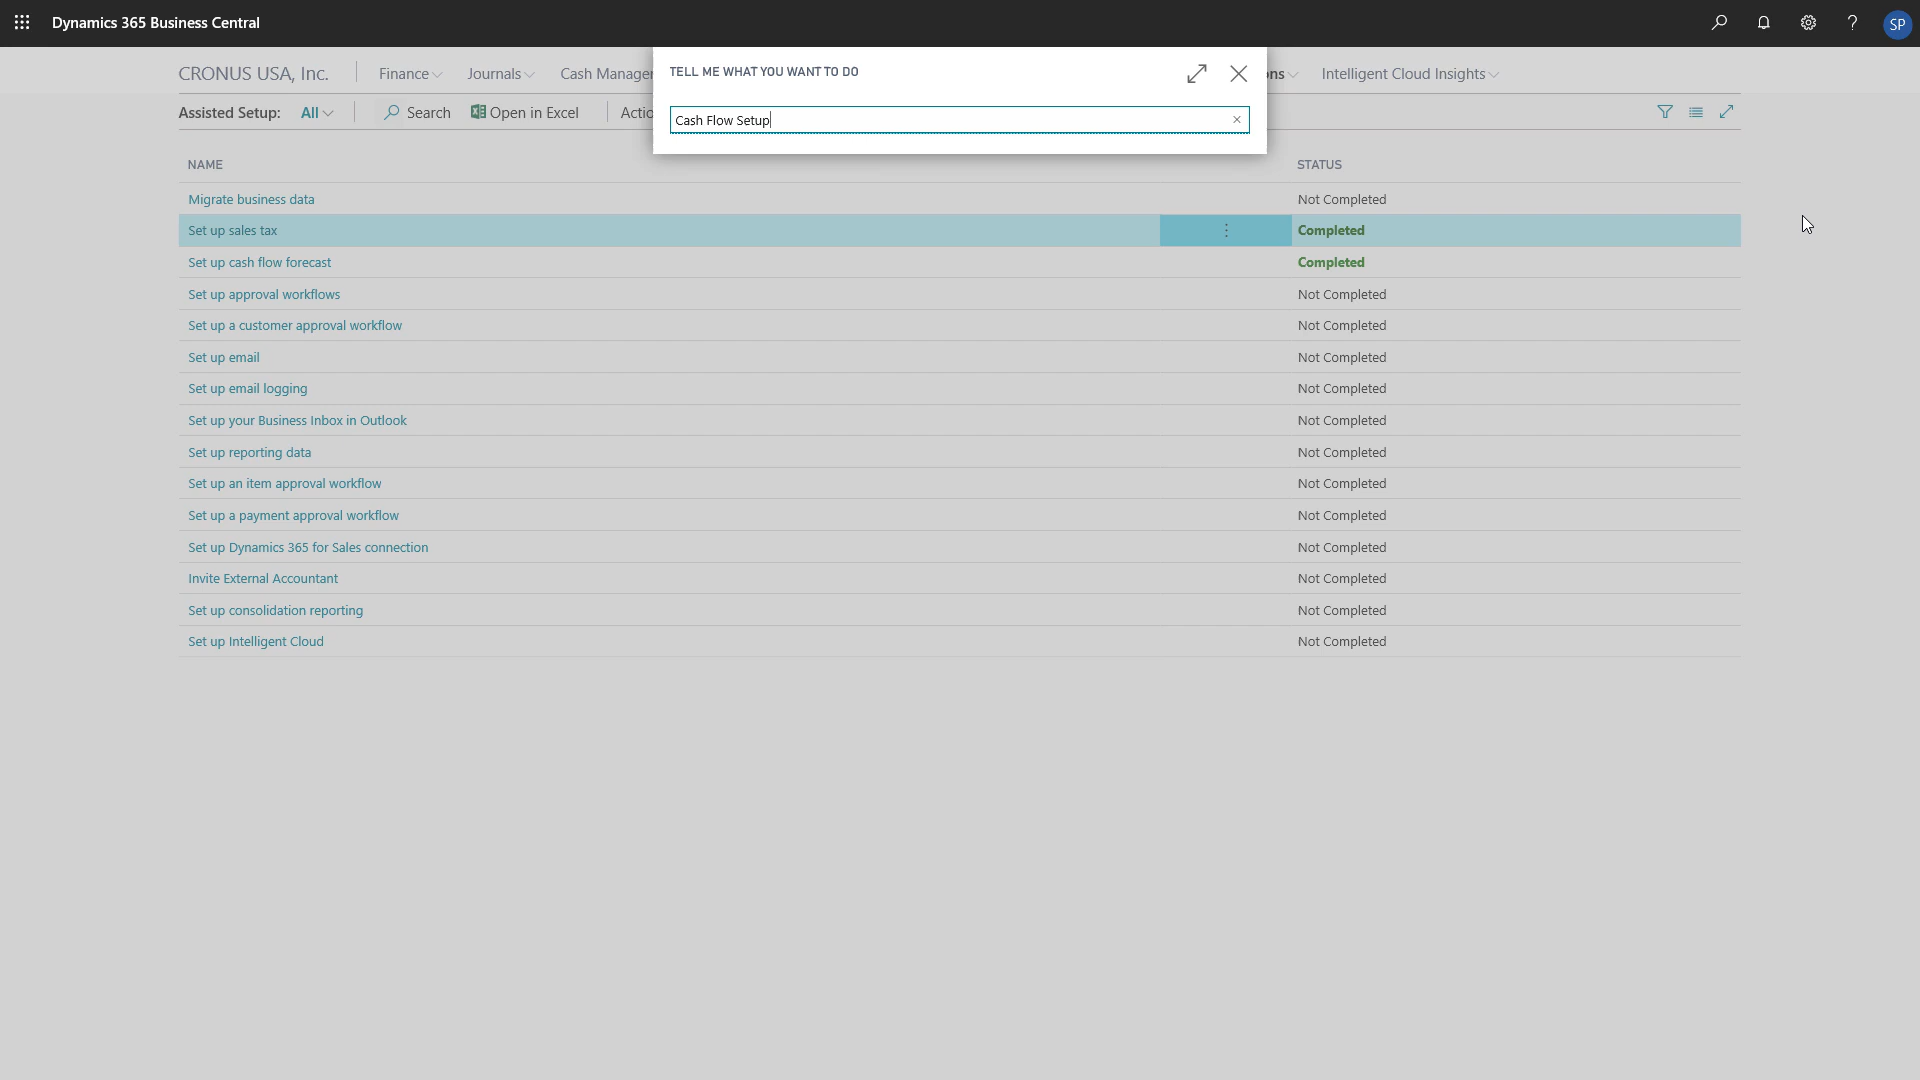 Dynamics 365 Business Central
SP
CRONUS USA, Inc.
Finance
Journals
Cash Manager
TELL ME WHAT YOU WANT TO DO
ons
Intelligent Cloud Insights
Assisted Setup:
All
Search
Open in Excel
Actio
Cash Flow Setup
NAME STATUS
Migrate business data Not Completed
Set up sales tax Completed
Set up cash flow forecast Completed
Set up approval workflows Not Completed
Set up a customer approval workflow Not Completed
Set up email Not Completed
Set up email logging Not Completed
Set up your Business Inbox in Outlook Not Completed
Set up reporting data Not Completed
Set up an item approval workflow Not Completed
Set up a payment approval workflow Not Completed
Set up Dynamics 365 for Sales connection Not Completed
Invite External Accountant Not Completed
Set up consolidation reporting Not Completed
Set up Intelligent Cloud Not Completed